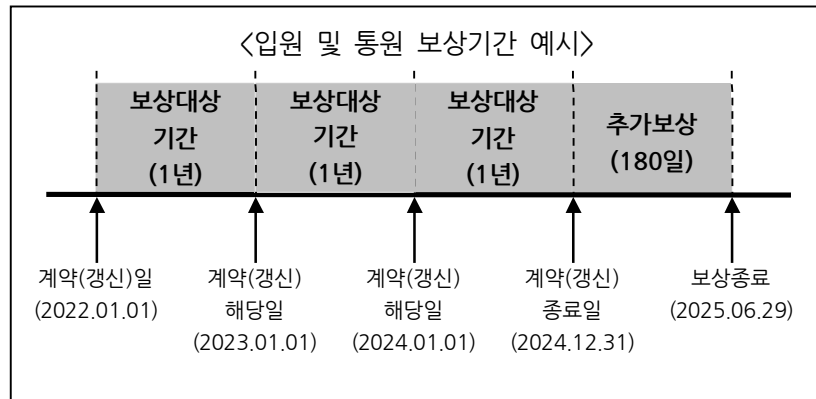 <입원 및 통원 보상기간 예시>
보상대상
기간
(1년)
보상대상
기간
(1년)
보상대상
기간
(1년)
추가보상
(180일)
계약(갱신)일
(2022.01.01)
계약(갱신)
해당일
(2023.01.01)
계약(갱신)
해당일
(2024.01.01)
계약(갱신)
종료일
(2024.12.31)
보상종료
(2025.06.29)